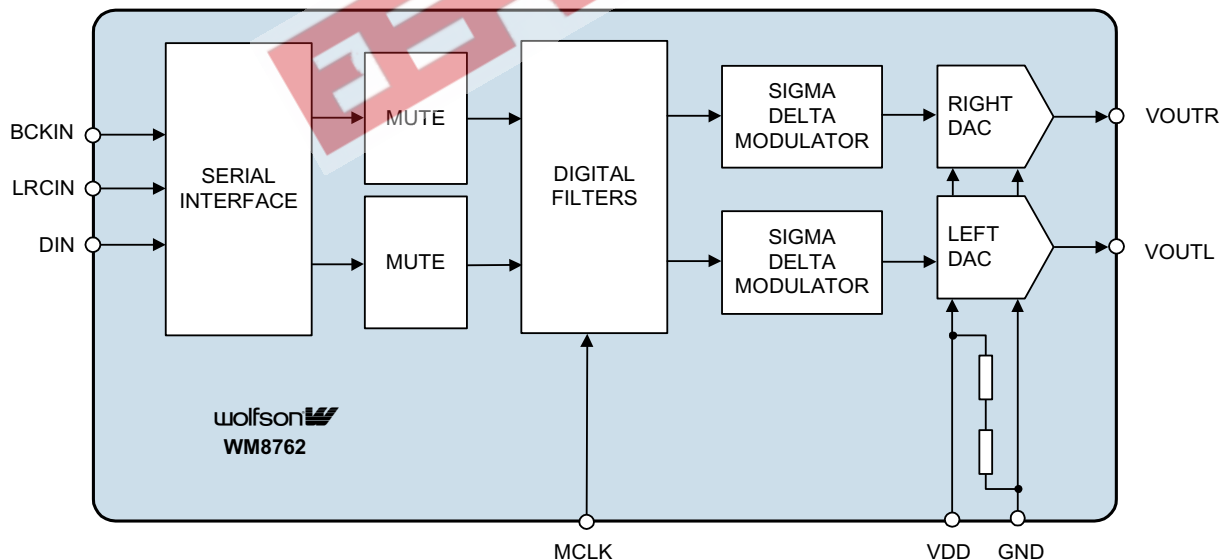 BCKIN
LRCIN
DIN
SERIAL
INTERFACE
MUTE
MUTE
DIGITAL
FILTERS
SIGMA
DELTA
MODULATOR
SIGMA
DELTA
MODULATOR
RIGHT
DAC
LEFT
DAC
VOUTR
VOUTL
wolfson
WM8762
MCLK
VDD
GND